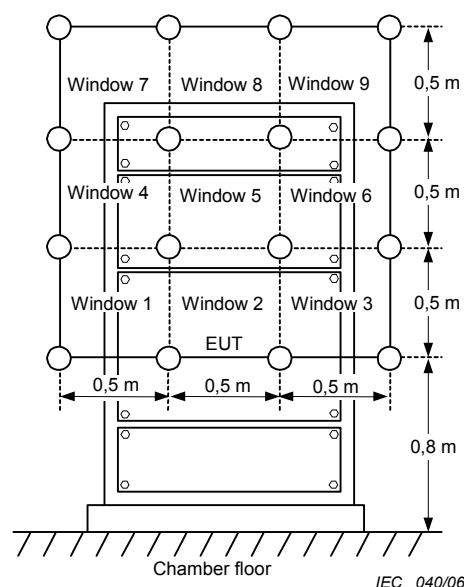 Window 7 Window 8 Window 9
0,5 m
Window 4 Window 5 Window 6
0,5 m
Window 1 Window 2 Window 3
0,5 m
EUT
0,5 m 0,5 m 0,5 m
0,8 m
Chamber floor
IEC 040/06